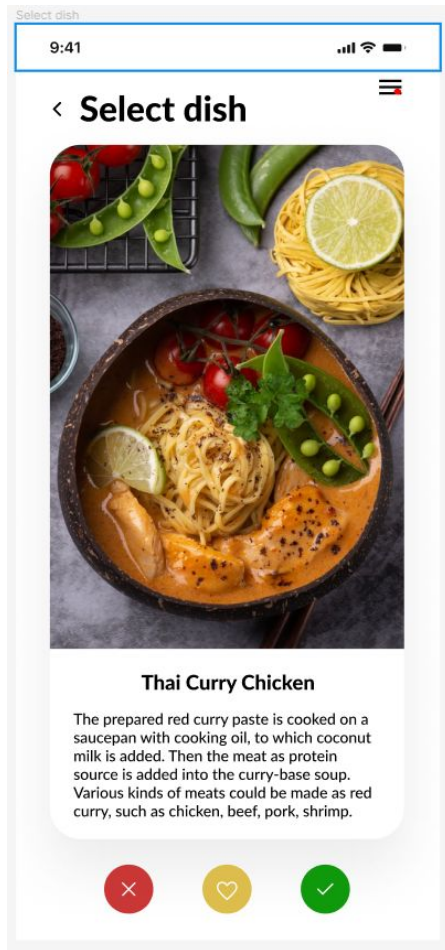 Select dish
9:41
Select dish
Thai Curry Chicken
The prepared red curry paste is cooked on a
saucepan with cooking oil, to which coconut
milk is added. Then the meat as protein
source is added into the curry-base soup.
Various kinds of meats could be made as red
curry, such as chicken, beef, pork, shrimp.